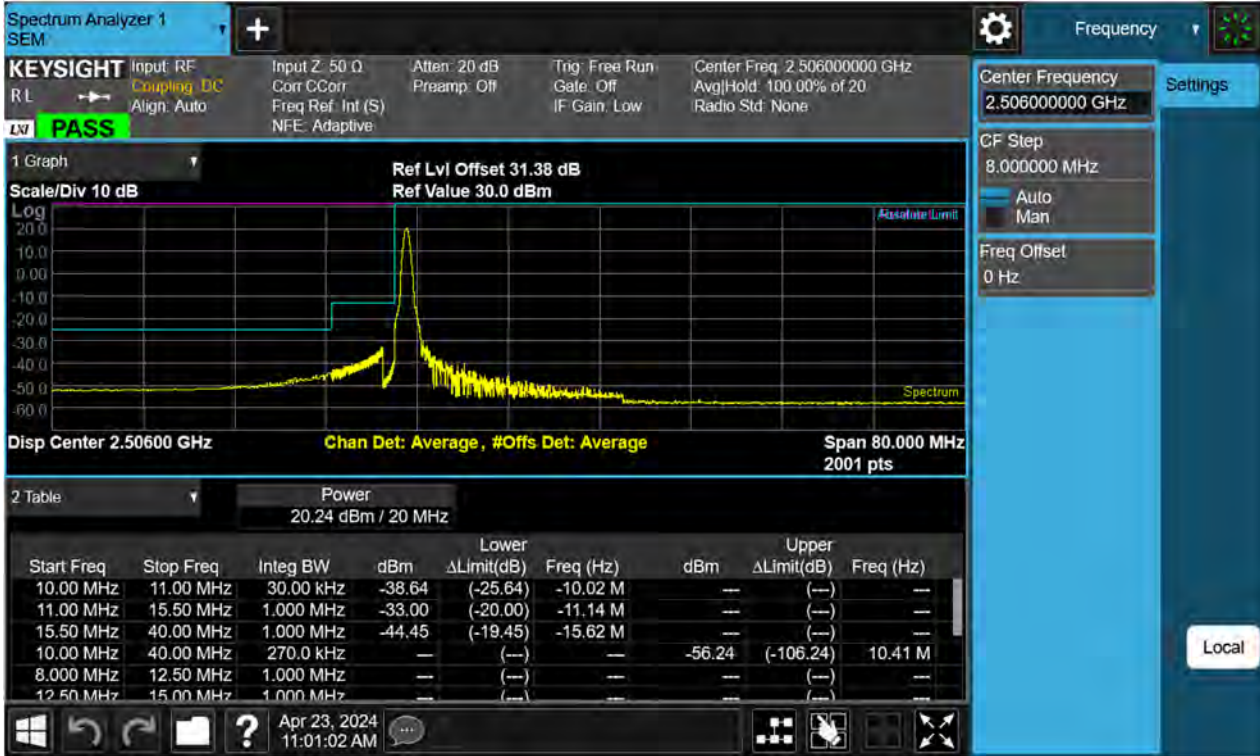 Spectrum Analyzer 1
SEM
+
Frequency
KEYSIGHT
RL
LXI
PASS
Input: RF
Coupling: DC
Align: Auto
Input Z: 50 Ω
Corr CCorr
Freq Ref: Int (S)
NFE: Adaptive
Atten: 20 dB
Preamp: Off
Trig: Free Run
Gate: Off
IF Gain: Low
Center Freq: 2.506000000 GHz
Avg|Hold: 100.00% of 20
Radio Std: None
Center Frequency
2.506000000 GHz
Settings
CF Step
8.000000 MHz
Auto
Man
Freq Offset
0 Hz
1 Graph
Scale/Div 10 dB
Ref Lvl Offset 31.38 dB
Ref Value 30.0 dBm
Log
Absolute Limit
20.0
10.0
0.00
-10.0
-20.0
-30.0
-40.0
-50.0
-60.0
Spectrum
Disp Center 2.50600 GHz
Chan Det: Average, #Offs Det: Average
Span 80.000 MHz
2001 pts
2 Table
Power
20.24 dBm / 20 MHz
Lower Upper
Start Freq Stop Freq Integ BW dBm ΔLimit(dB) Freq (Hz) dBm ΔLimit(dB) Freq (Hz)
10.00 MHz 11.00 MHz 30.00 kHz -38.64 (-25.64) -10.02 M --- (---) ---
11.00 MHz 15.50 MHz 1.000 MHz -33.00 (-20.00) -11.14 M --- (---) ---
15.50 MHz 40.00 MHz 1.000 MHz -44.45 (-19.45) -15.62 M --- (---) ---
10.00 MHz 40.00 MHz 270.0 kHz --- (---) --- -56.24 (-106.24) 10.41 M
8.000 MHz 12.50 MHz 1.000 MHz --- (---) --- --- (---) ---
12.50 MHz 15.00 MHz 1.000 MHz --- (---) --- --- (---) ---
Local
?
Apr 23, 2024
11:01:02 AM